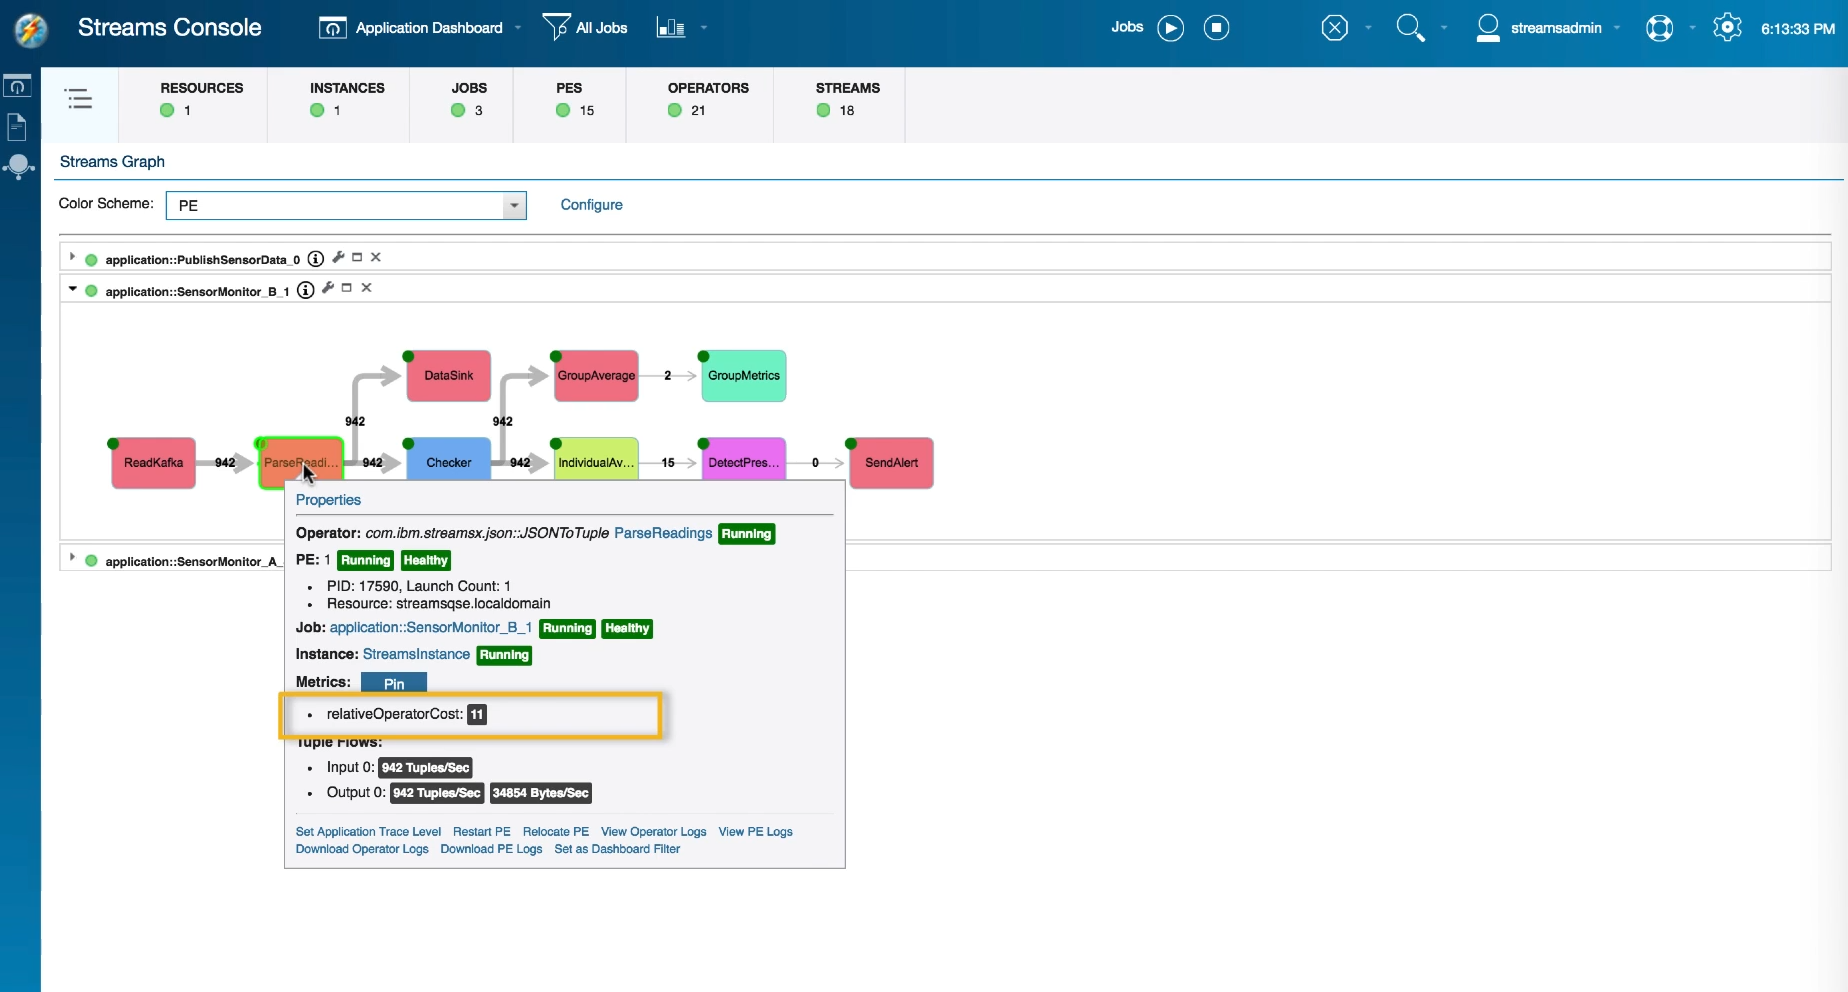 Streams Console
Application Dashboard
All Jobs
Jobs
streamsadmin
6:13:33 PM
RESOURCES
1
INSTANCES
1
JOBS
3
PES
15
OPERATORS
21
STREAMS
18
Streams Graph
Color Scheme:
PE
Configure
application::PublishSensorData_0
application::SensorMonitor_B_1
DataSink
GroupAverage
2
GroupMetrics
942
942
ReadKafka
942
ParseReadi...
942
Checker
942
IndividualAv...
15
DetectPres...
0
SendAlert
application::SensorMonitor_A_
Properties
Operator: com.ibm.streamsx.json::JSONToTuple ParseReadings Running
PE: 1 Running Healthy
• PID: 17590, Launch Count: 1
• Resource: streamsqse.localdomain
Job: application::SensorMonitor_B_1 Running Healthy
Instance: StreamsInstance Running
Metrics: Pin
• relativeOperatorCost: 11
Tuple Flows:
• Input 0: 942 Tuples/Sec
• Output 0: 942 Tuples/Sec 34854 Bytes/Sec
Set Application Trace Level Restart PE Relocate PE View Operator Logs View PE Logs
Download Operator Logs Download PE Logs Set as Dashboard Filter